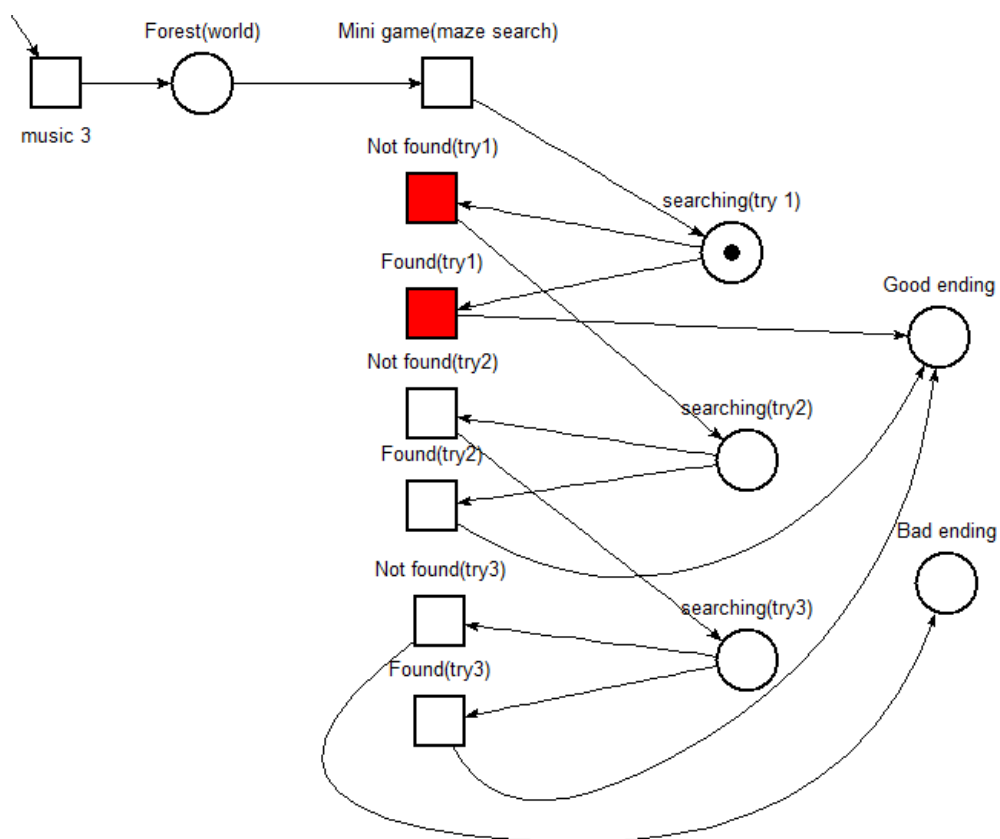 Forest(world)
Mini game(maze search)
music 3
Not found(try1)
searching(try 1)
Found(try1)
Good ending
Not found(try2)
searching(try2)
Found(try2)
Bad ending
Not found(try3)
searching(try3)
Found(try3)